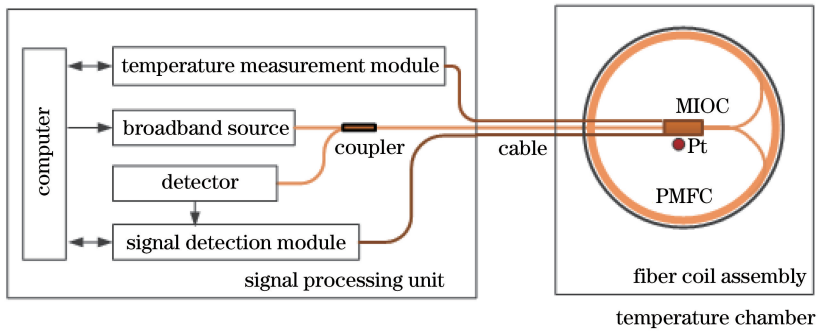 computer
temperature measurement module
broadband source
coupler
detector
signal detection module
signal processing unit
cable
MIOC
Pt
PMFC
fiber coil assembly
temperature chamber